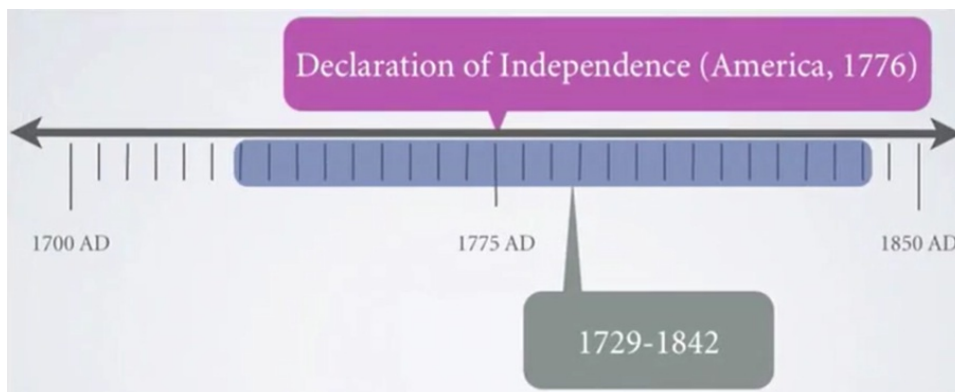 Declaration of Independence (America, 1776)
1700 AD
1775 AD
1850 AD
1729-1842